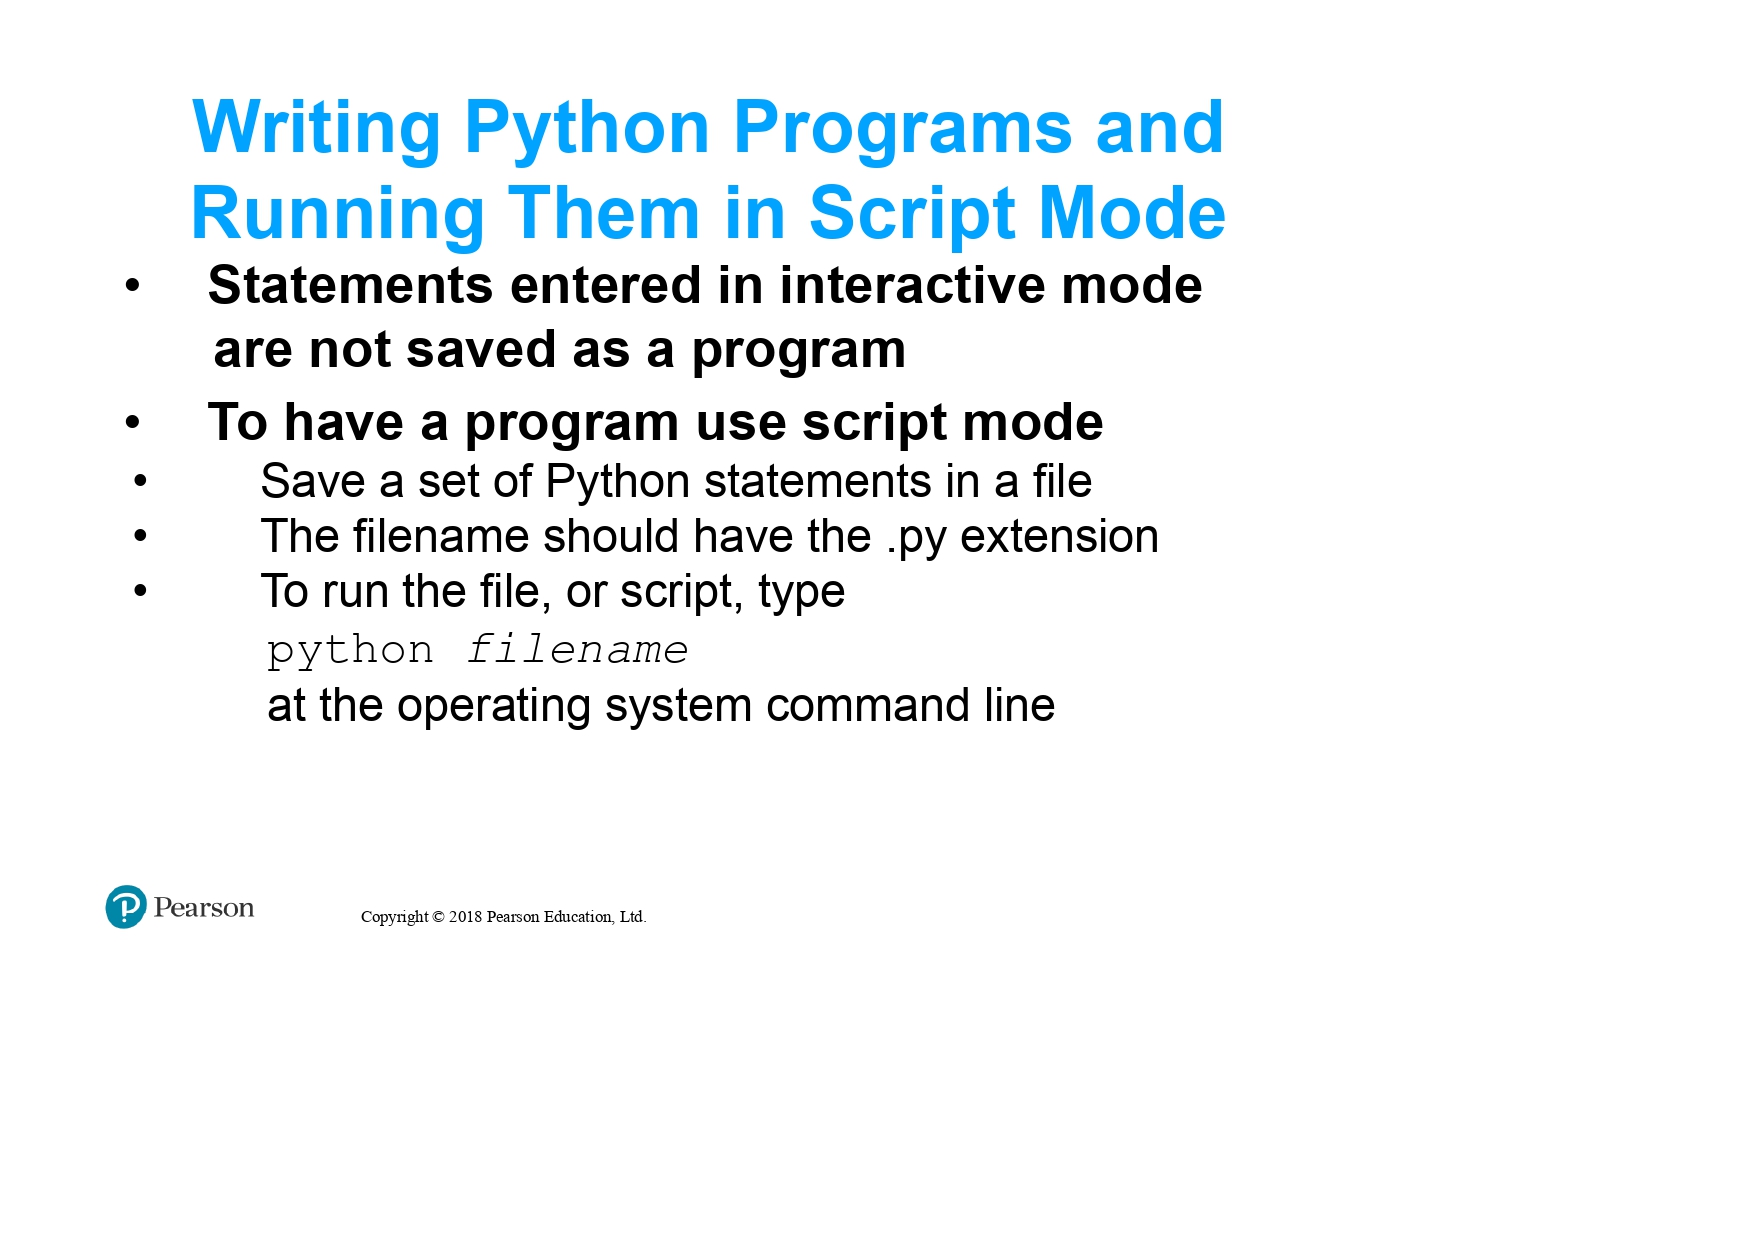 Writing Python Programs and
Running Them in Script Mode
• Statements entered in interactive mode
are not saved as a program
• To have a program use script mode
• Save a set of Python statements in a file
• The filename should have the .py extension
• To run the file, or script, type
python filename
at the operating system command line
Pearson
Copyright © 2018 Pearson Education, Ltd.